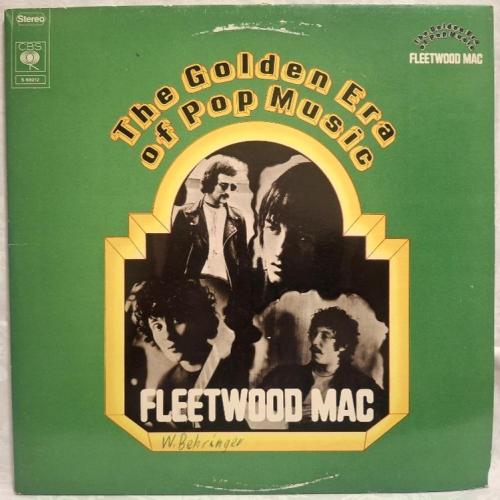 Stereo
CBS
S 68012
The Golden Era
of Pop Music
FLEETWOOD MAC
The Golden Era
of Pop Music
FLEETWOOD MAC
W. Behringer